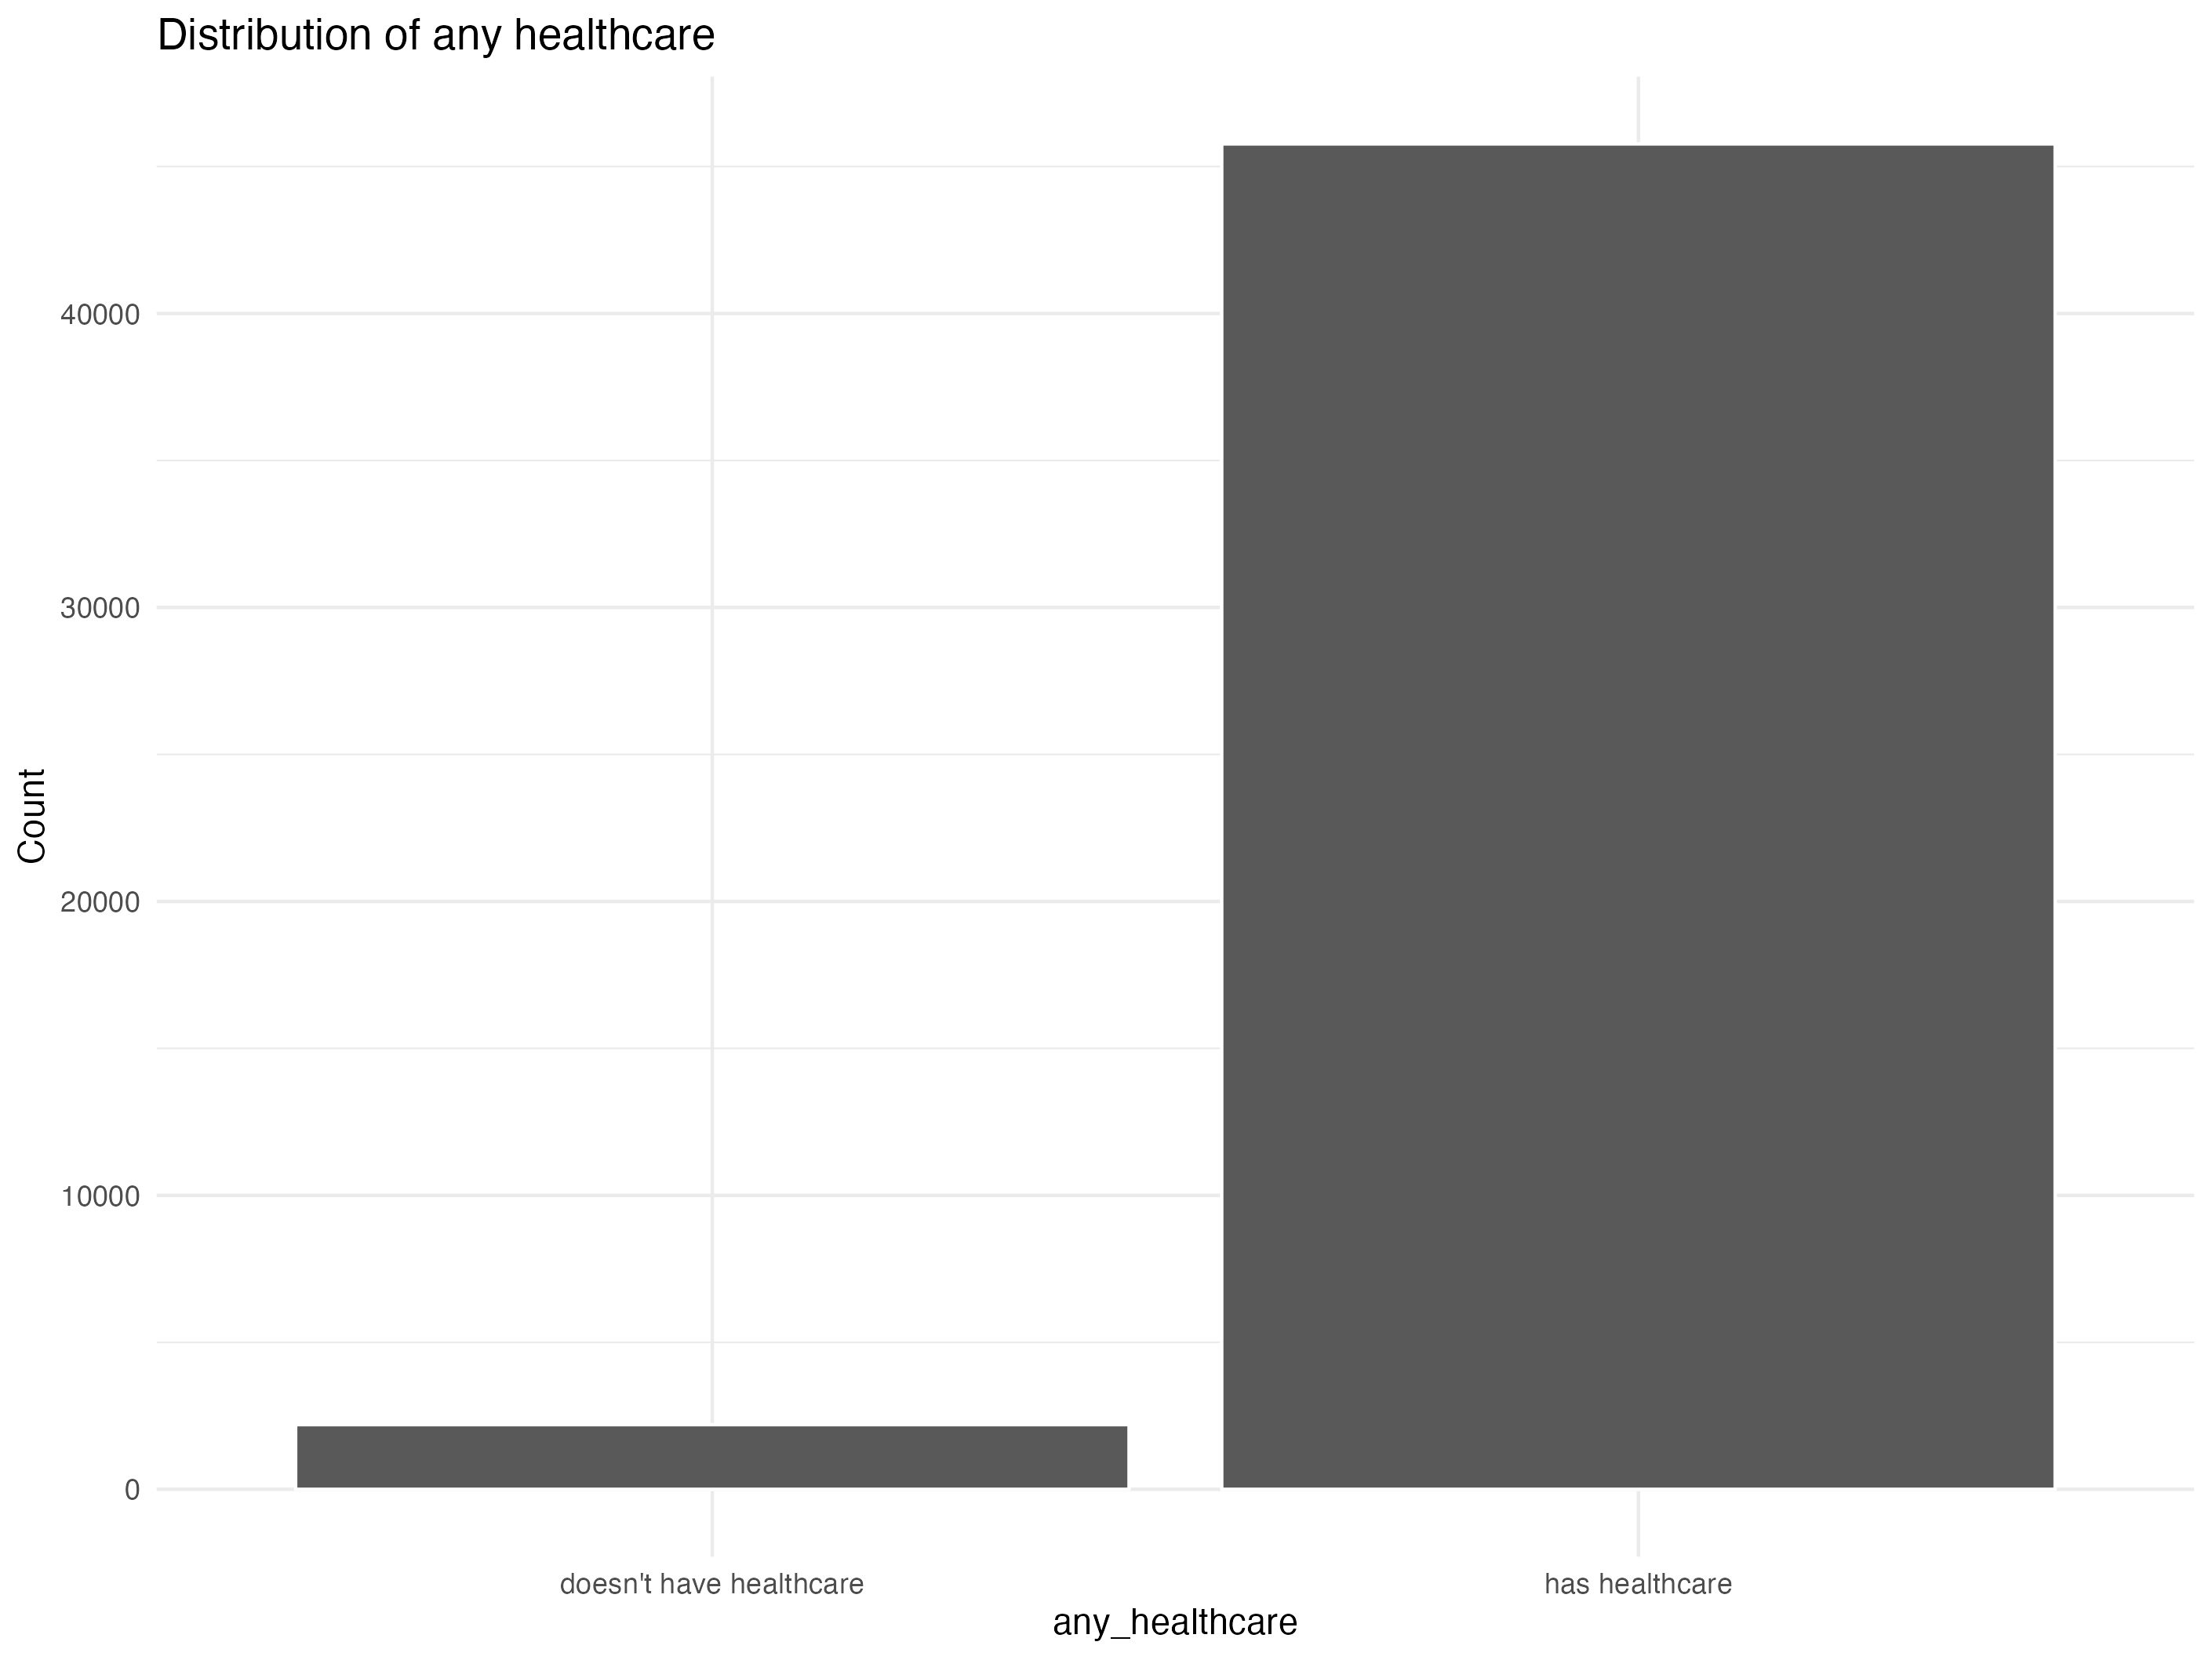 Distribution of any healthcare
Count
40000
30000
20000
10000
0
doesn't have healthcare
has healthcare
any_healthcare